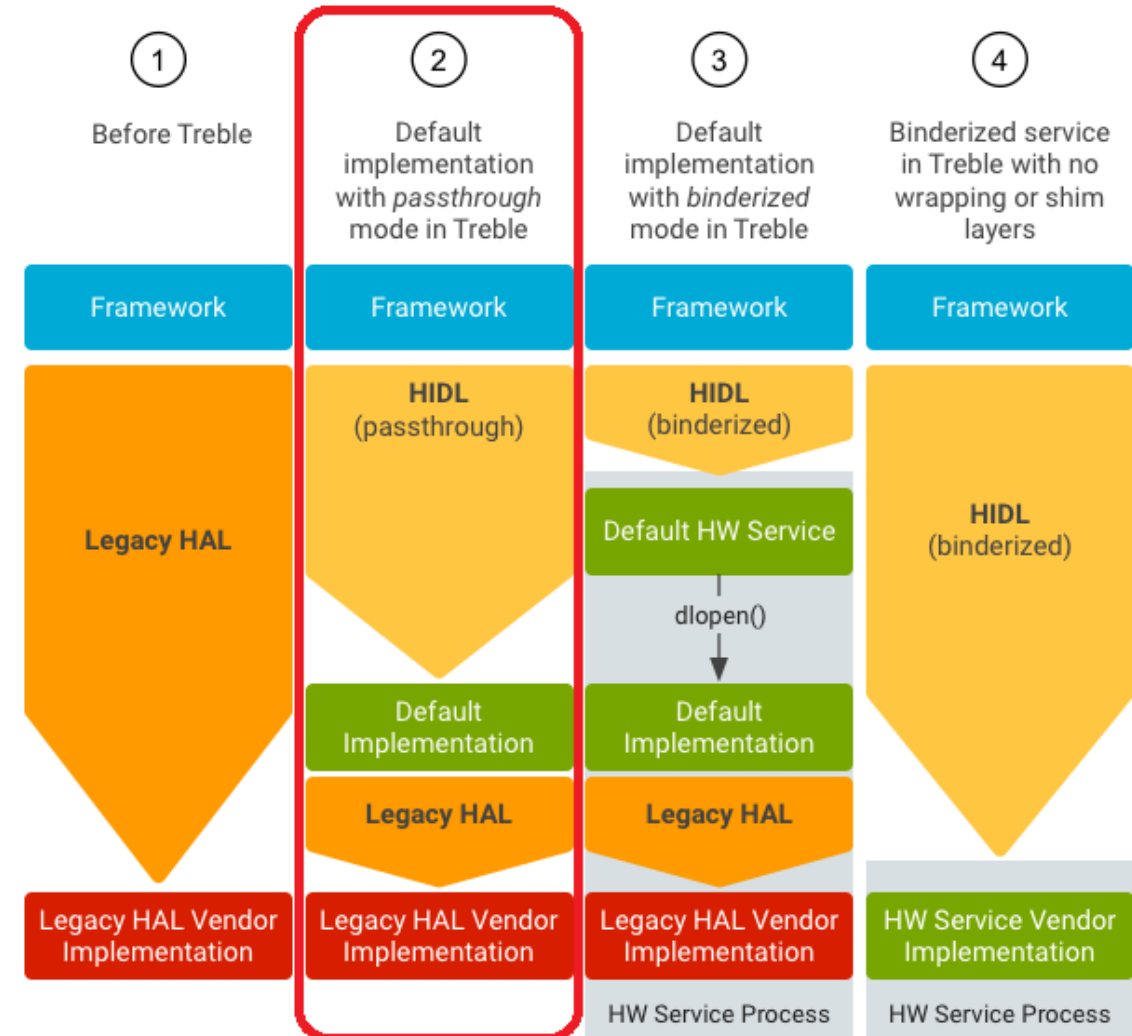 1
Before Treble
2
Default
implementation
with passthrough
mode in Treble
3
Default
implementation
with binderized
mode in Treble
4
Binderized service
in Treble with no
wrapping or shim
layers
Framework
Framework
Framework
Framework
Legacy HAL
Legacy HAL Vendor
Implementation
HIDL
(passthrough)
Default
Implementation
Legacy HAL
Legacy HAL Vendor
Implementation
HIDL
(binderized)
Default HW Service
dlopen()
Default
Implementation
Legacy HAL
Legacy HAL Vendor
Implementation
HW Service Process
HIDL
(binderized)
HW Service Vendor
Implementation
HW Service Process